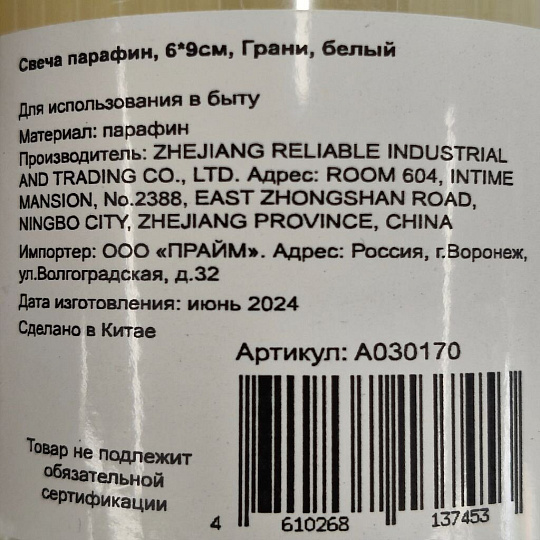 Свеча парафин, 6*9см, Грани, белый
Для использования в быту
Материал: парафин
Производитель: ZHEJIANG RELIABLE INDUSTRIAL
AND TRADING CO., LTD. Адрес: ROOM 604, INTIME
MANSION, No.2388, EAST ZHONGSHAN ROAD,
NINGBO CITY, ZHEJIANG PROVINCE, CHINA
Импортер: ООО «ПРАЙМ». Адрес: Россия, г.Воронеж,
ул.Волгоградская, д.32
Дата изготовления: июнь 2024
Сделано в Китае
Артикул: A030170
Товар не подлежит
обязательной
сертификации
4 610268 137453